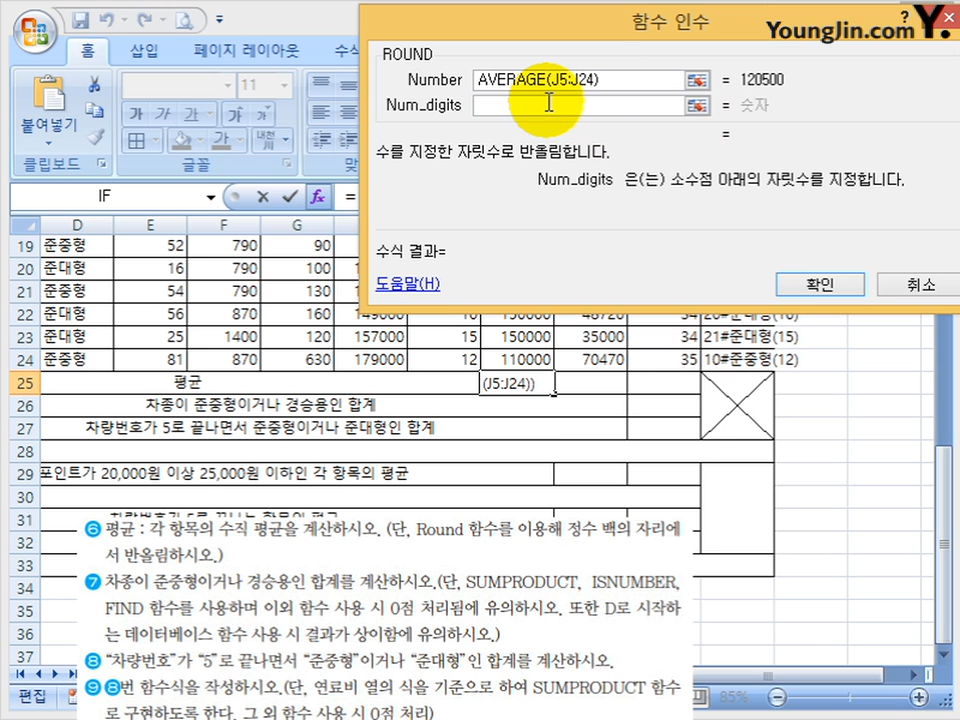 함수 인수
?
YoungJin.com Y.
홈 삽입 페이지 레이아웃 수식
ROUND
Number AVERAGE(J5:J24) = 120500
Num_digits = 숫자
=
11
가 가 가
붙여넣기
수를 지정한 자릿수로 반올림합니다.
클립보드 글꼴
Num_digits 은(는) 소수점 아래의 자릿수를 지정합니다.
IF fx =
수식 결과=
도움말(H) 확인 취소
D E F G
19 준중형 52 790 90
20 준대형 16 790 100
21 준중형 54 790 130
22 준대형 56 870 160 149000 10 150000 48720 34 20#준대형(10)
23 준대형 25 1400 120 157000 15 150000 35000 34 21#준대형(15)
24 준중형 81 870 630 179000 12 110000 70470 35 10#준중형(12)
25 평균 (J5:J24))
26 차종이 준중형이거나 경승용인 합계
27 차량번호가 5로 끝나면서 준중형이거나 준대형인 합계
28
29 포인트가 20,000원 이상 25,000원 이하인 각 항목의 평균
30
31
32
33
34
35
36
37
❻ 평균 : 각 항목의 수직 평균을 계산하시오. (단, Round 함수를 이용해 정수 백의 자리에
서 반올림하시오.)
❼ 차종이 준중형이거나 경승용인 합계를 계산하시오.(단, SUMPRODUCT, ISNUMBER,
FIND 함수를 사용하며 이외 함수 사용 시 0점 처리됨에 유의하시오. 또한 D로 시작하
는 데이터베이스 함수 사용 시 결과가 상이함에 유의하시오.)
❽ “차량번호”가 “5”로 끝나면서 “준중형”이거나 “준대형”인 합계를 계산하시오.
❾ ❽번 함수식을 작성하시오.(단, 연료비 열의 식을 기준으로 하여 SUMPRODUCT 함수
로 구현하도록 한다. 그 외 함수 사용 시 0점 처리)
편집 85%